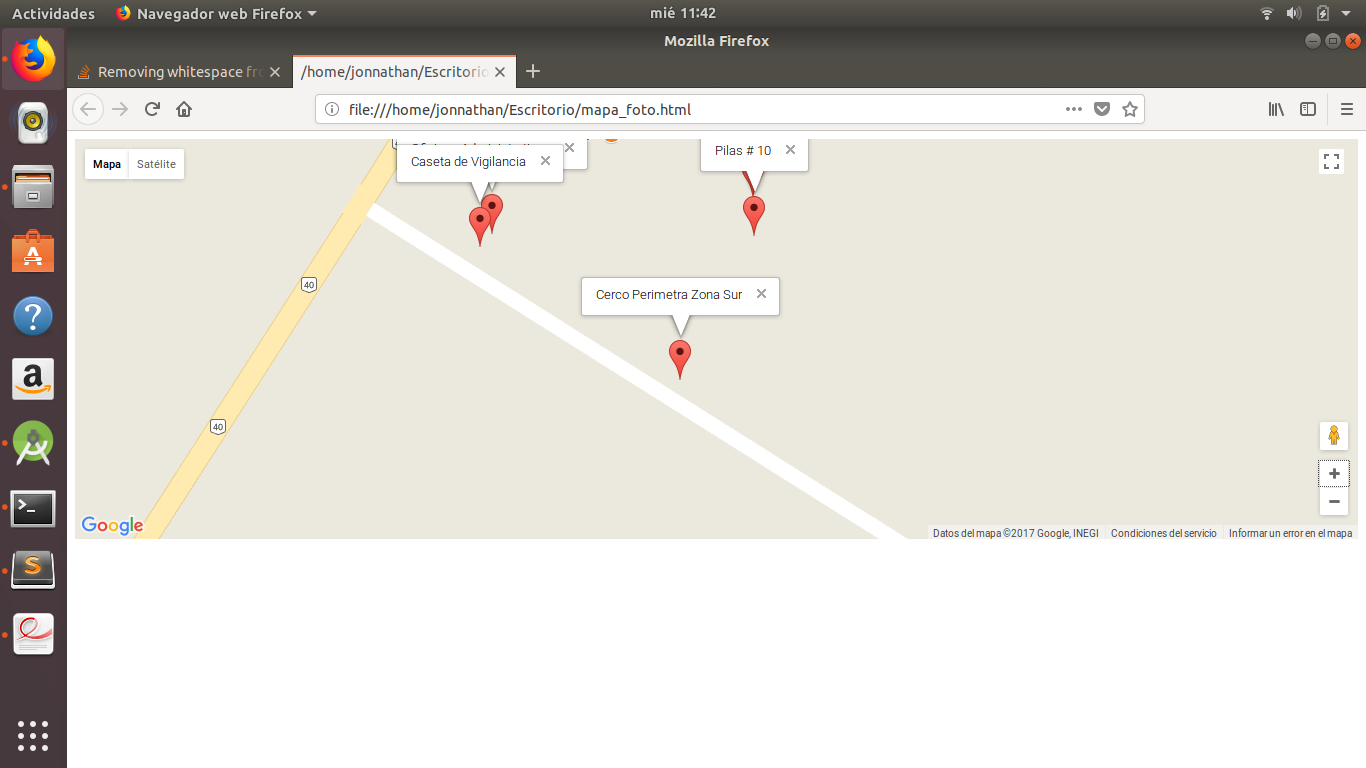 Actividades
Navegador web Firefox
mié 11:42
Mozilla Firefox
Removing whitespace fro
/home/jonnathan/Escritorio
file:///home/jonnathan/Escritorio/mapa_foto.html
Mapa
Satélite
Caseta de Vigilancia
Pilas # 10
40
Cerco Perimetra Zona Sur
40
Google
Datos del mapa ©2017 Google, INEGI
Condiciones del servicio
Informar un error en el mapa